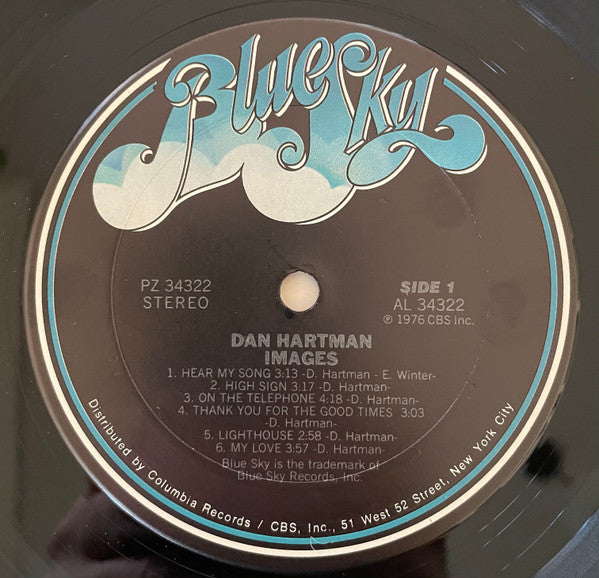 Blue Sky
PZ 34322
STEREO
SIDE 1
AL 34322
℗ 1976 CBS Inc.
DAN HARTMAN
IMAGES
1. HEAR MY SONG 3:13 -D. Hartman - E. Winter-
2. HIGH SIGN 3:17 -D. Hartman-
3. ON THE TELEPHONE 4:18 -D. Hartman-
4. THANK YOU FOR THE GOOD TIMES 3:03
-D. Hartman-
5. LIGHTHOUSE 2:58 -D. Hartman-
6. MY LOVE 3:57 -D. Hartman-
Blue Sky is the trademark of
Blue Sky Records, Inc.
Distributed by Columbia Records / CBS, Inc., 51 West 52 Street, New York City